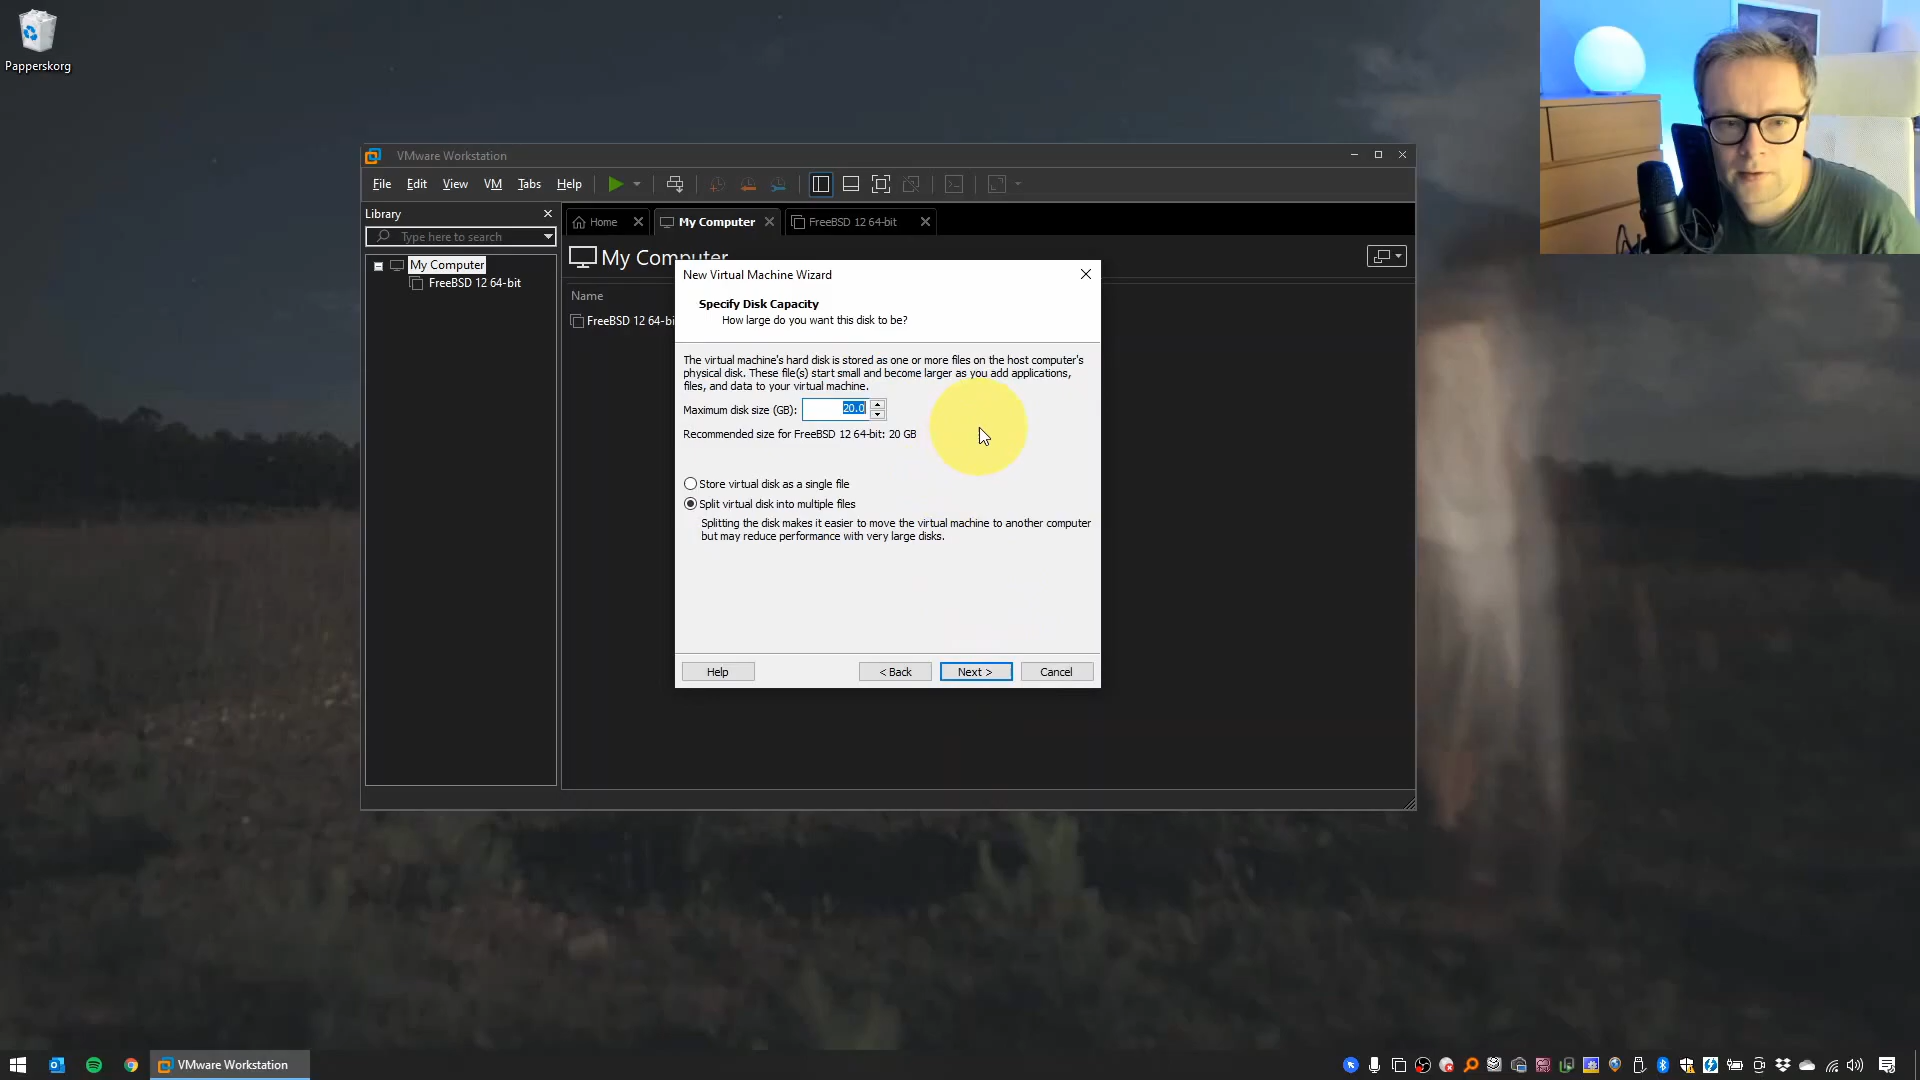 Papperskorg
VMware Workstation
File Edit View VM Tabs Help
Library
Type here to search
My Computer
FreeBSD 12 64-bit
Home
My Computer
FreeBSD 12 64-bit
My Computer
Name
FreeBSD 12 64-bi
New Virtual Machine Wizard
Specify Disk Capacity
How large do you want this disk to be?
The virtual machine's hard disk is stored as one or more files on the host computer's
physical disk. These file(s) start small and become larger as you add applications,
files, and data to your virtual machine.
Maximum disk size (GB): 20.0
Recommended size for FreeBSD 12 64-bit: 20 GB
Store virtual disk as a single file
Split virtual disk into multiple files
Splitting the disk makes it easier to move the virtual machine to another computer
but may reduce performance with very large disks.
Help
< Back
Next >
Cancel
VMware Workstation